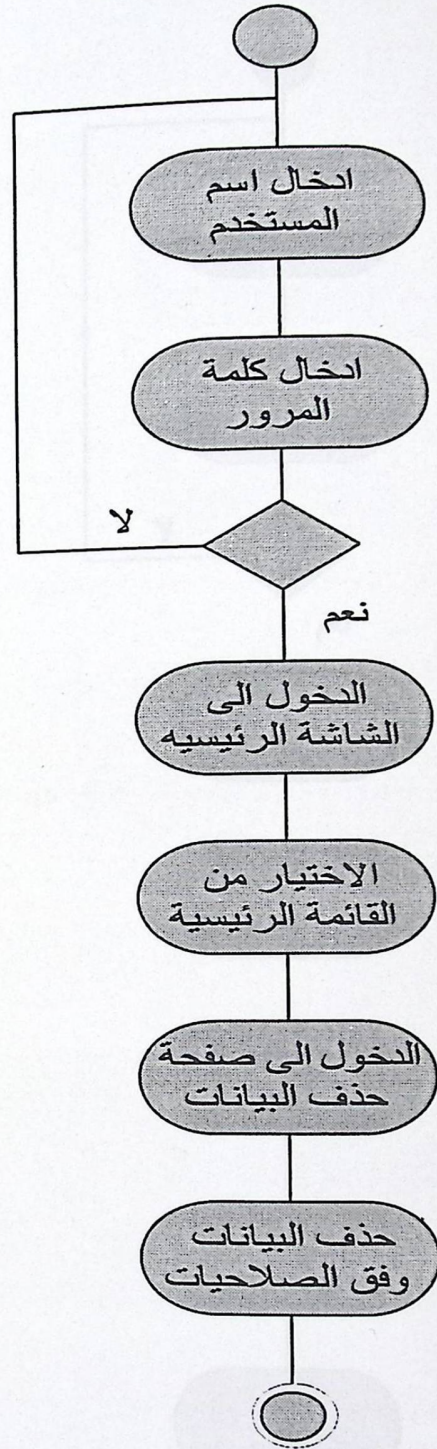 ادخال اسم
المستخدم
ادخال كلمة
المرور
لا
نعم
الدخول الى
الشاشة الرئيسيه
الاختيار من
القائمة الرئيسية
الدخول الى صفحة
حذف البيانات
حذف البيانات
وفق الصلاحيات